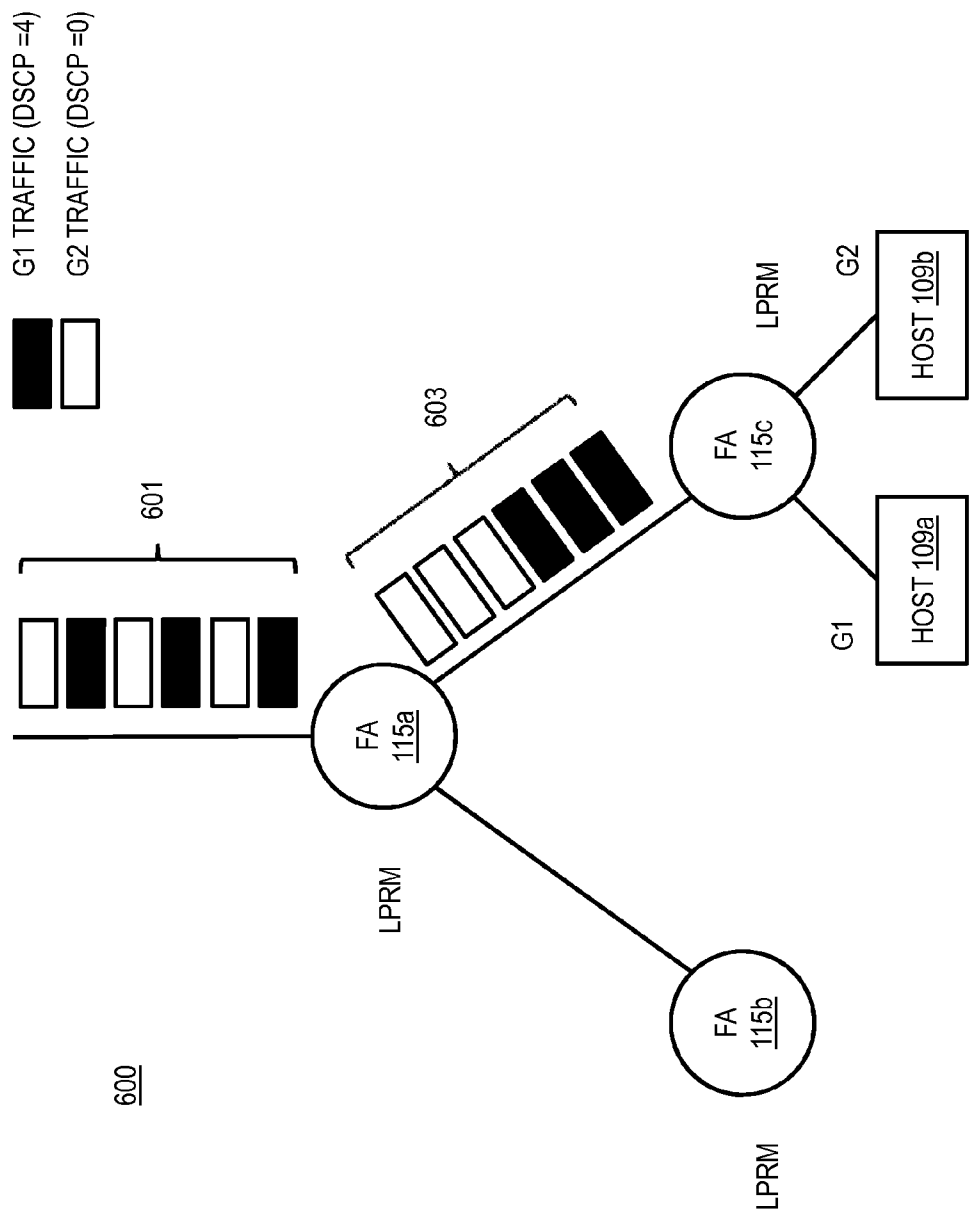 600
G1 TRAFFIC (DSCP =4)
G2 TRAFFIC (DSCP =0)
601
603
FA
115a
LPRM
FA
115b
LPRM
FA
115c
LPRM
G1
G2
HOST 109a
HOST 109b